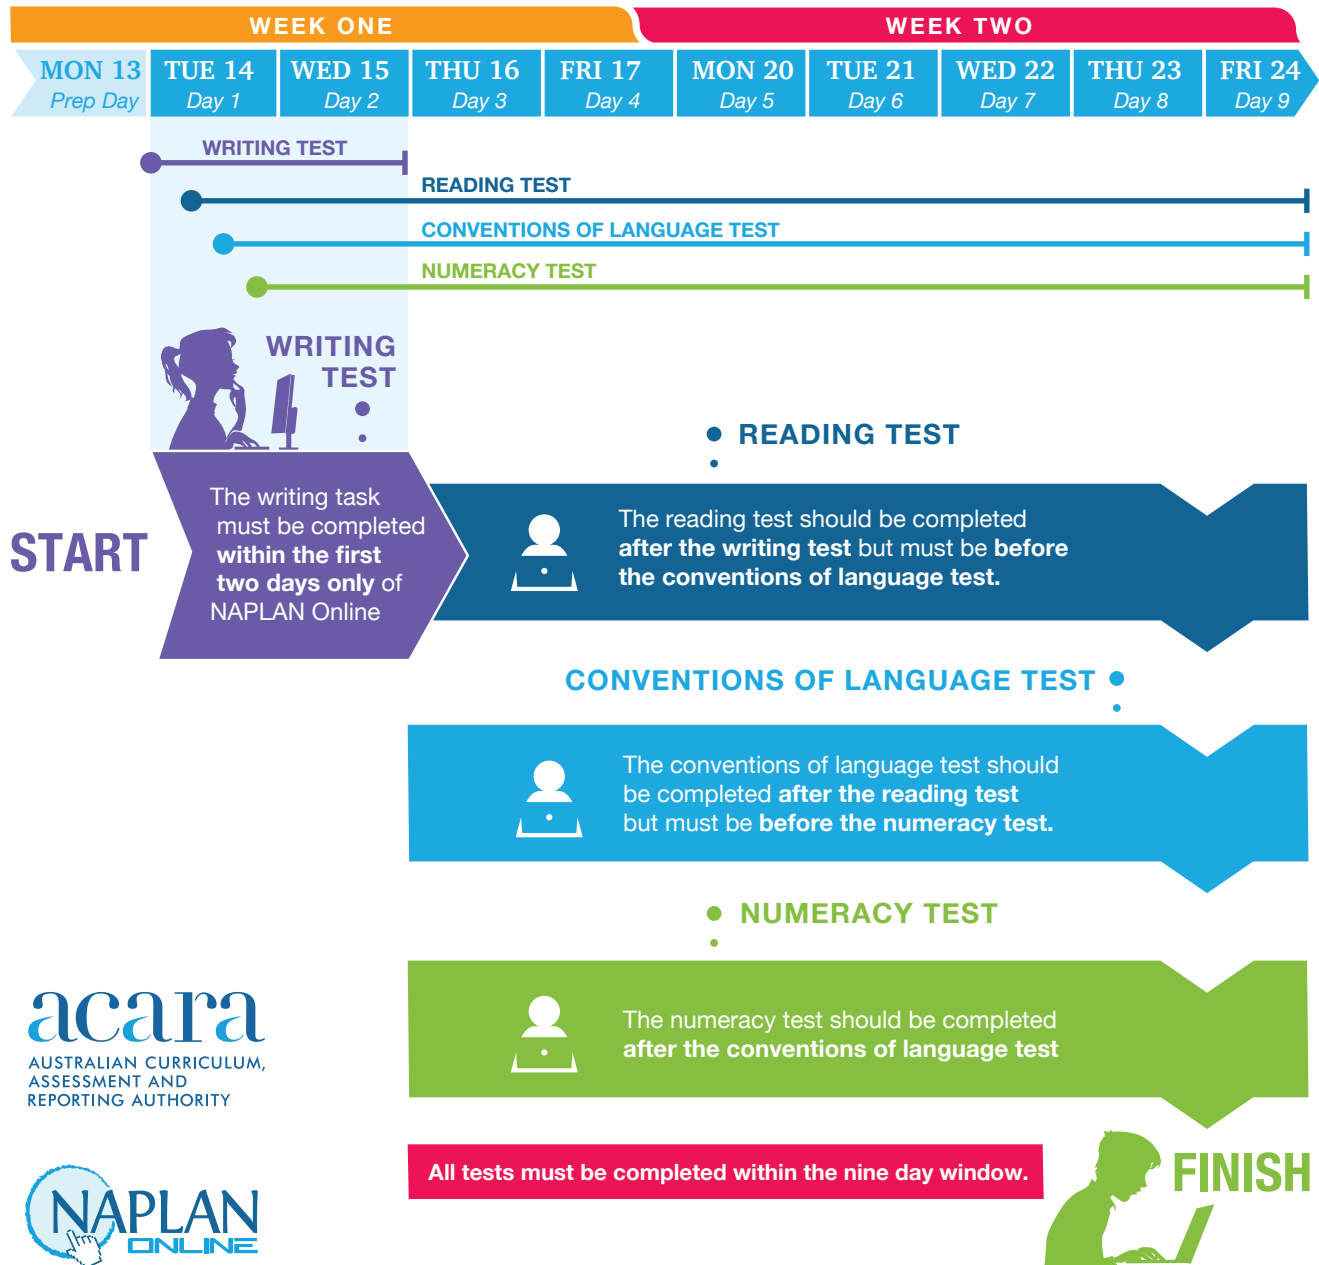 WEEK ONE
WEEK TWO
MON 13
Prep Day
TUE 14
Day 1
WED 15
Day 2
THU 16
Day 3
FRI 17
Day 4
MON 20
Day 5
TUE 21
Day 6
WED 22
Day 7
THU 23
Day 8
FRI 24
Day 9
WRITING TEST
READING TEST
CONVENTIONS OF LANGUAGE TEST
NUMERACY TEST
WRITING
TEST
START
The writing task
must be completed
within the first
two days only of
NAPLAN Online
READING TEST
The reading test should be completed
after the writing test but must be before
the conventions of language test.
CONVENTIONS OF LANGUAGE TEST
The conventions of language test should
be completed after the reading test
but must be before the numeracy test.
NUMERACY TEST
The numeracy test should be completed
after the conventions of language test
acara
AUSTRALIAN CURRICULUM,
ASSESSMENT AND
REPORTING AUTHORITY
All tests must be completed within the nine day window.
FINISH
NAPLAN
ONLINE